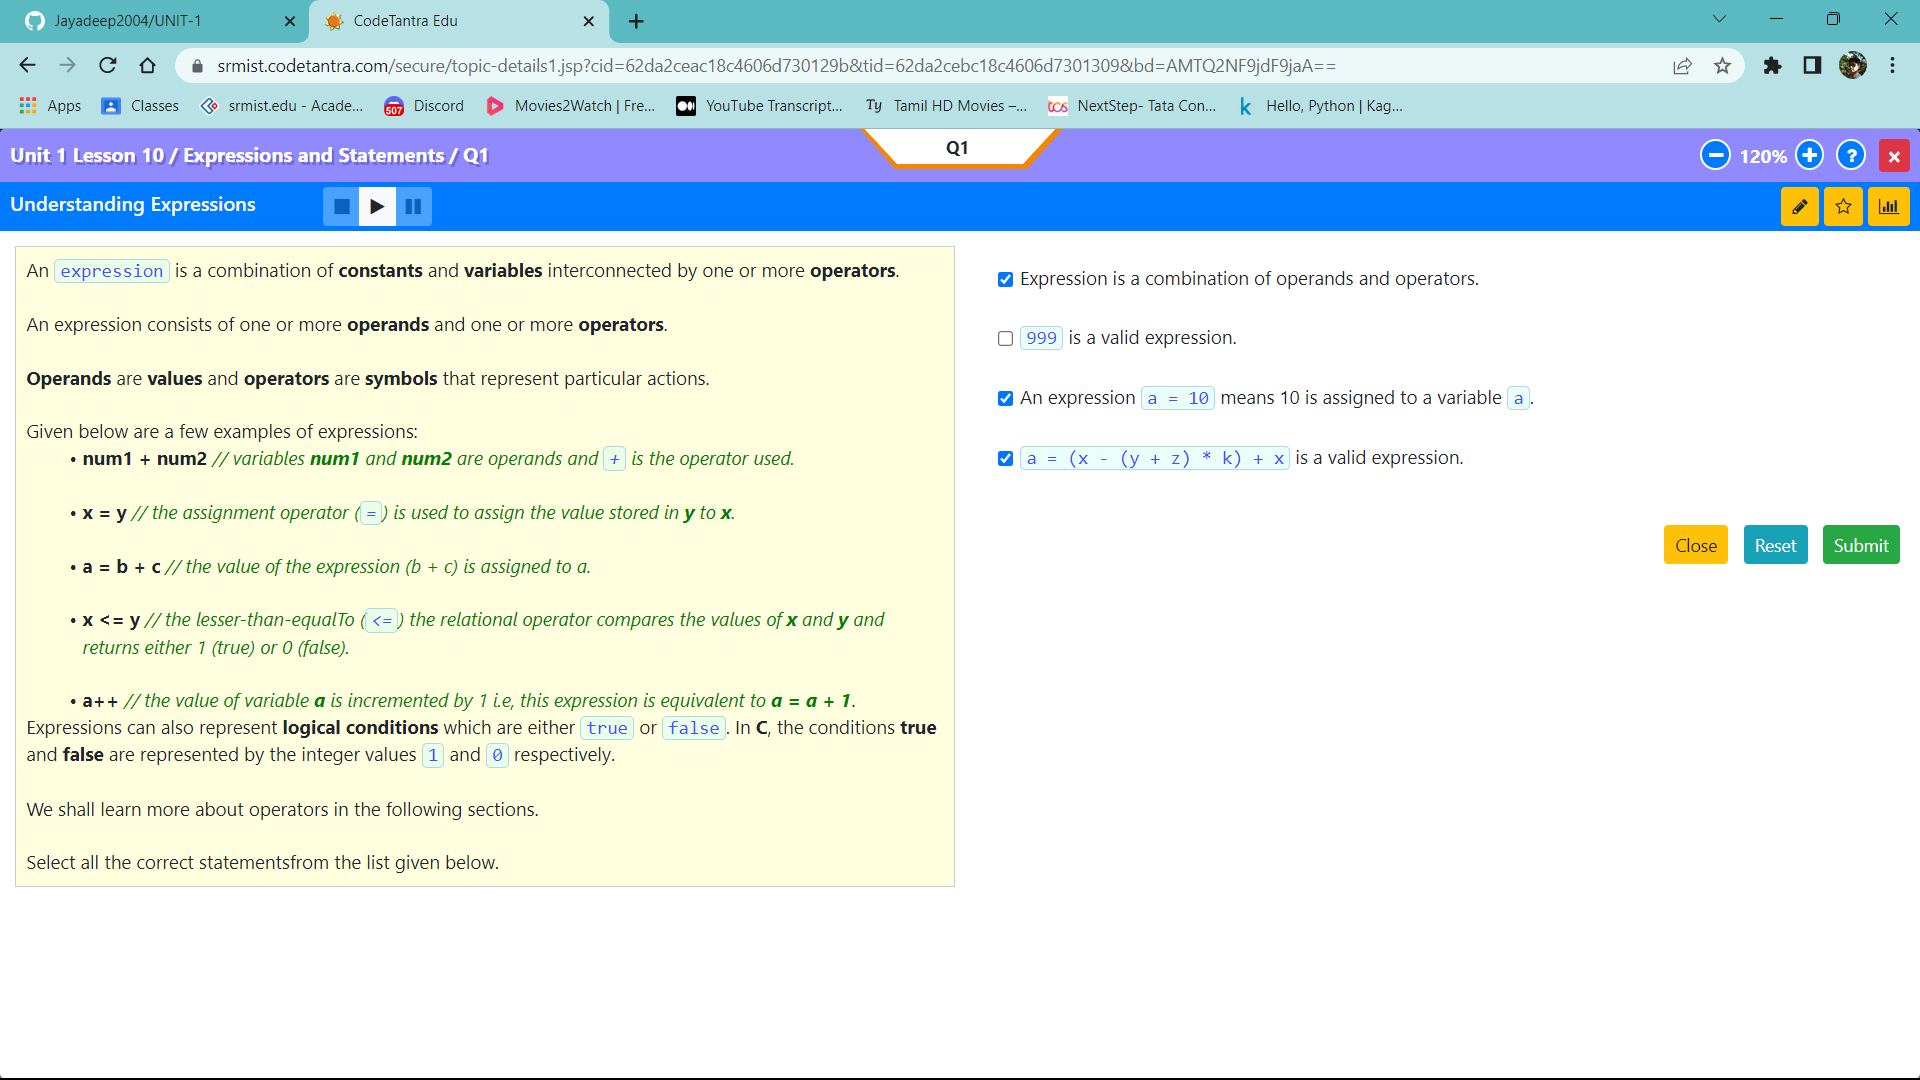 Jayadeep2004/UNIT-1
CodeTantra Edu
srmist.codetantra.com/secure/topic-details1.jsp?cid=62da2ceac18c4606d730129b&tid=62da2cebc18c4606d7301309&bd=AMTQ2NF9jdF9jaA==
Apps Classes srmist.edu - Acade... 507 Discord Movies2Watch | Fre... YouTube Transcript... Ty Tamil HD Movies –... tcs NextStep- Tata Con... k Hello, Python | Kag...
Unit 1 Lesson 10 / Expressions and Statements / Q1
Q1
120%
?
Understanding Expressions
An expression is a combination of constants and variables interconnected by one or more operators.
An expression consists of one or more operands and one or more operators.
Operands are values and operators are symbols that represent particular actions.
Given below are a few examples of expressions:
• num1 + num2 // variables num1 and num2 are operands and + is the operator used.
• x = y // the assignment operator ( = ) is used to assign the value stored in y to x.
• a = b + c // the value of the expression (b + c) is assigned to a.
• x <= y // the lesser-than-equalTo ( <= ) the relational operator compares the values of x and y and
returns either 1 (true) or 0 (false).
• a++ // the value of variable a is incremented by 1 i.e, this expression is equivalent to a = a + 1.
Expressions can also represent logical conditions which are either true or false. In C, the conditions true
and false are represented by the integer values 1 and 0 respectively.
We shall learn more about operators in the following sections.
Select all the correct statementsfrom the list given below.
Expression is a combination of operands and operators.
999 is a valid expression.
An expression a = 10 means 10 is assigned to a variable a.
a = (x - (y + z) * k) + x is a valid expression.
Close Reset Submit